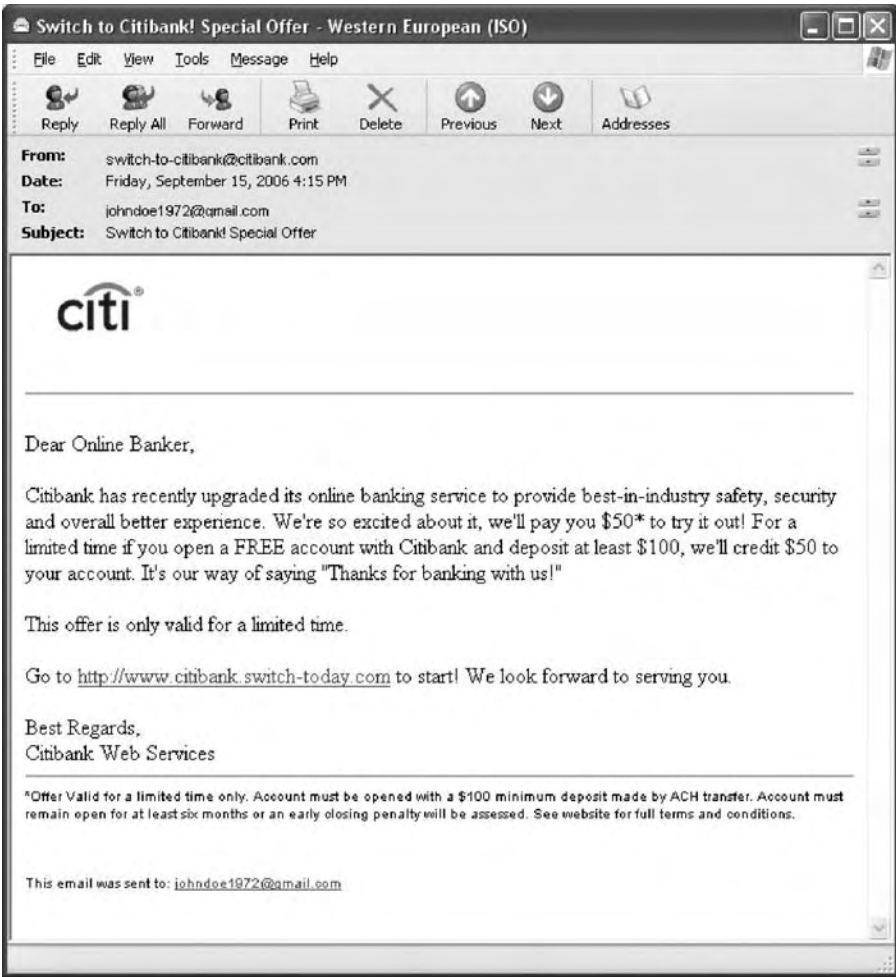 Switch to Citibank! Special Offer - Western European (ISO)
File Edit View Tools Message Help
Reply Reply All Forward Print Delete Previous Next Addresses
From: switch-to-citibank@citibank.com
Date: Friday, September 15, 2006 4:15 PM
To: johndoe1972@gmail.com
Subject: Switch to Citibank! Special Offer
citi®
Dear Online Banker,
Citibank has recently upgraded its online banking service to provide best-in-industry safety, security
and overall better experience. We're so excited about it, we'll pay you $50* to try it out! For a
limited time if you open a FREE account with Citibank and deposit at least $100, we'll credit $50 to
your account. It's our way of saying "Thanks for banking with us!"
This offer is only valid for a limited time.
Go to http://www.citibank.switch-today.com to start! We look forward to serving you.
Best Regards,
Citibank Web Services
*Offer Valid for a limited time only. Account must be opened with a $100 minimum deposit made by ACH transfer. Account must
remain open for at least six months or an early closing penalty will be assessed. See website for full terms and conditions.
This email was sent to: johndoe1972@gmail.com